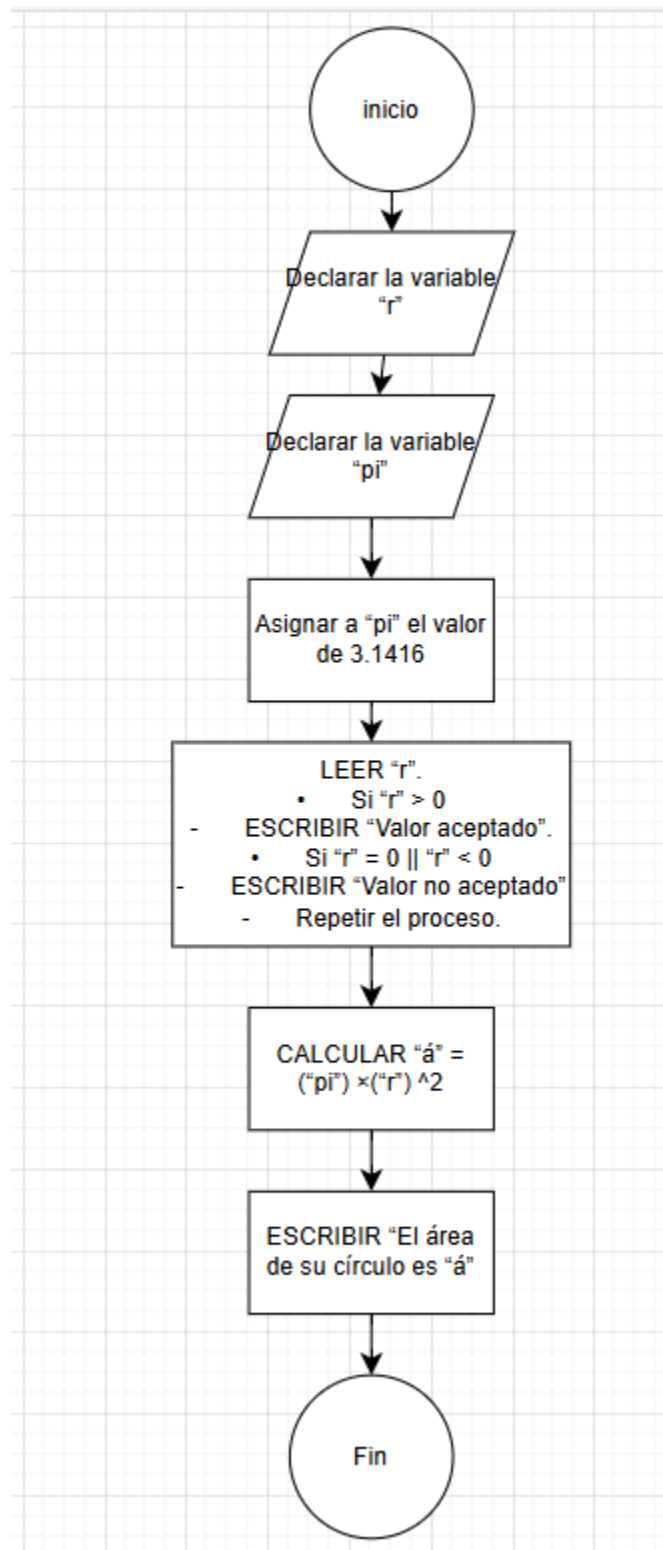 inicio
Declarar la variable
“r”
Declarar la variable
“pi”
Asignar a “pi” el valor
de 3.1416
LEER “r”.
• Si “r” > 0
- ESCRIBIR “Valor aceptado”.
• Si “r” = 0 || “r” < 0
- ESCRIBIR “Valor no aceptado”
- Repetir el proceso.
CALCULAR “á” =
(“pi”) ×(“r”) ^2
ESCRIBIR “El área
de su círculo es “á”
Fin